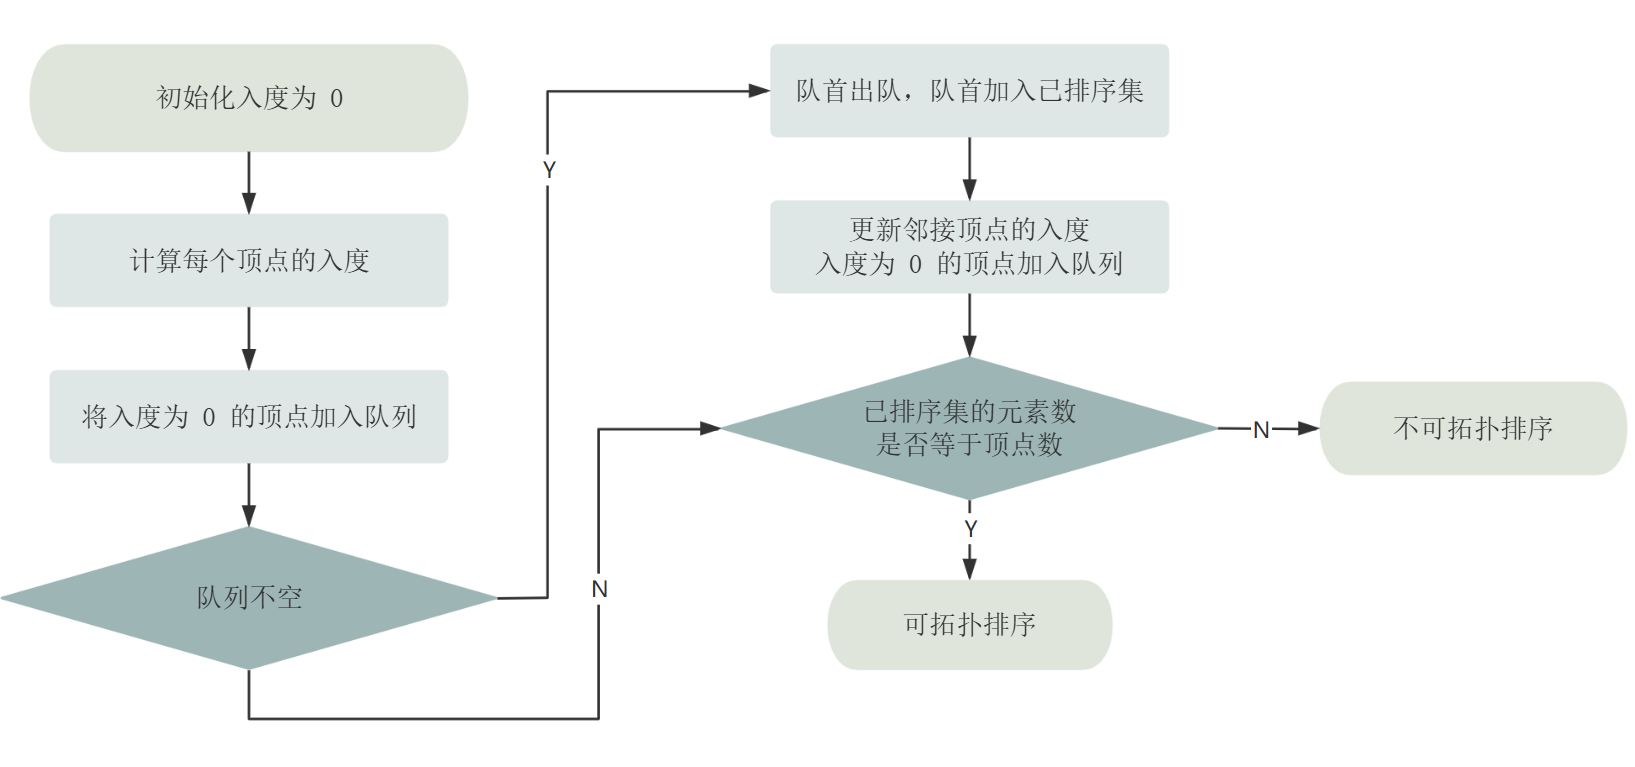 初始化入度为 0
计算每个顶点的入度
将入度为 0 的顶点加入队列
队列不空
Y
N
队首出队，队首加入已排序集
更新邻接顶点的入度
入度为 0 的顶点加入队列
已排序集的元素数
是否等于顶点数
N
不可拓扑排序
Y
可拓扑排序